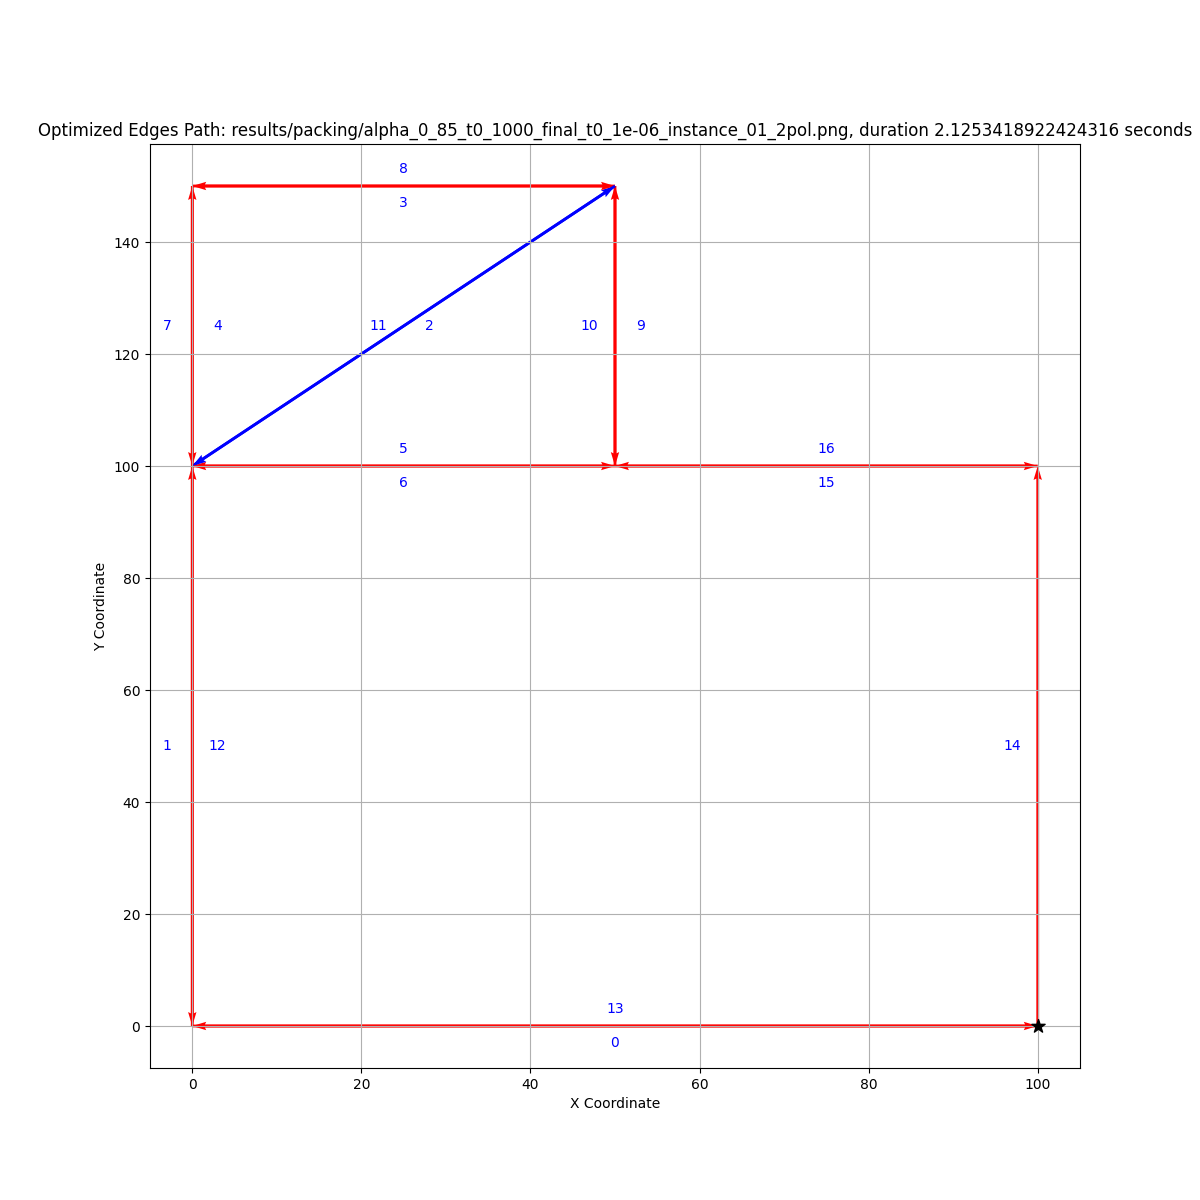 Optimized Edges Path: results/packing/alpha_0_85_t0_1000_final_t0_1e-06_instance_01_2pol.png, duration 2.1253418922424316 seconds
8
3
140
7 4 11 2 10 9
120
5 16
100
6 15
80
Y Coordinate
60
1 12 14
40
20
13
0
0
0 20 40 60 80 100
X Coordinate